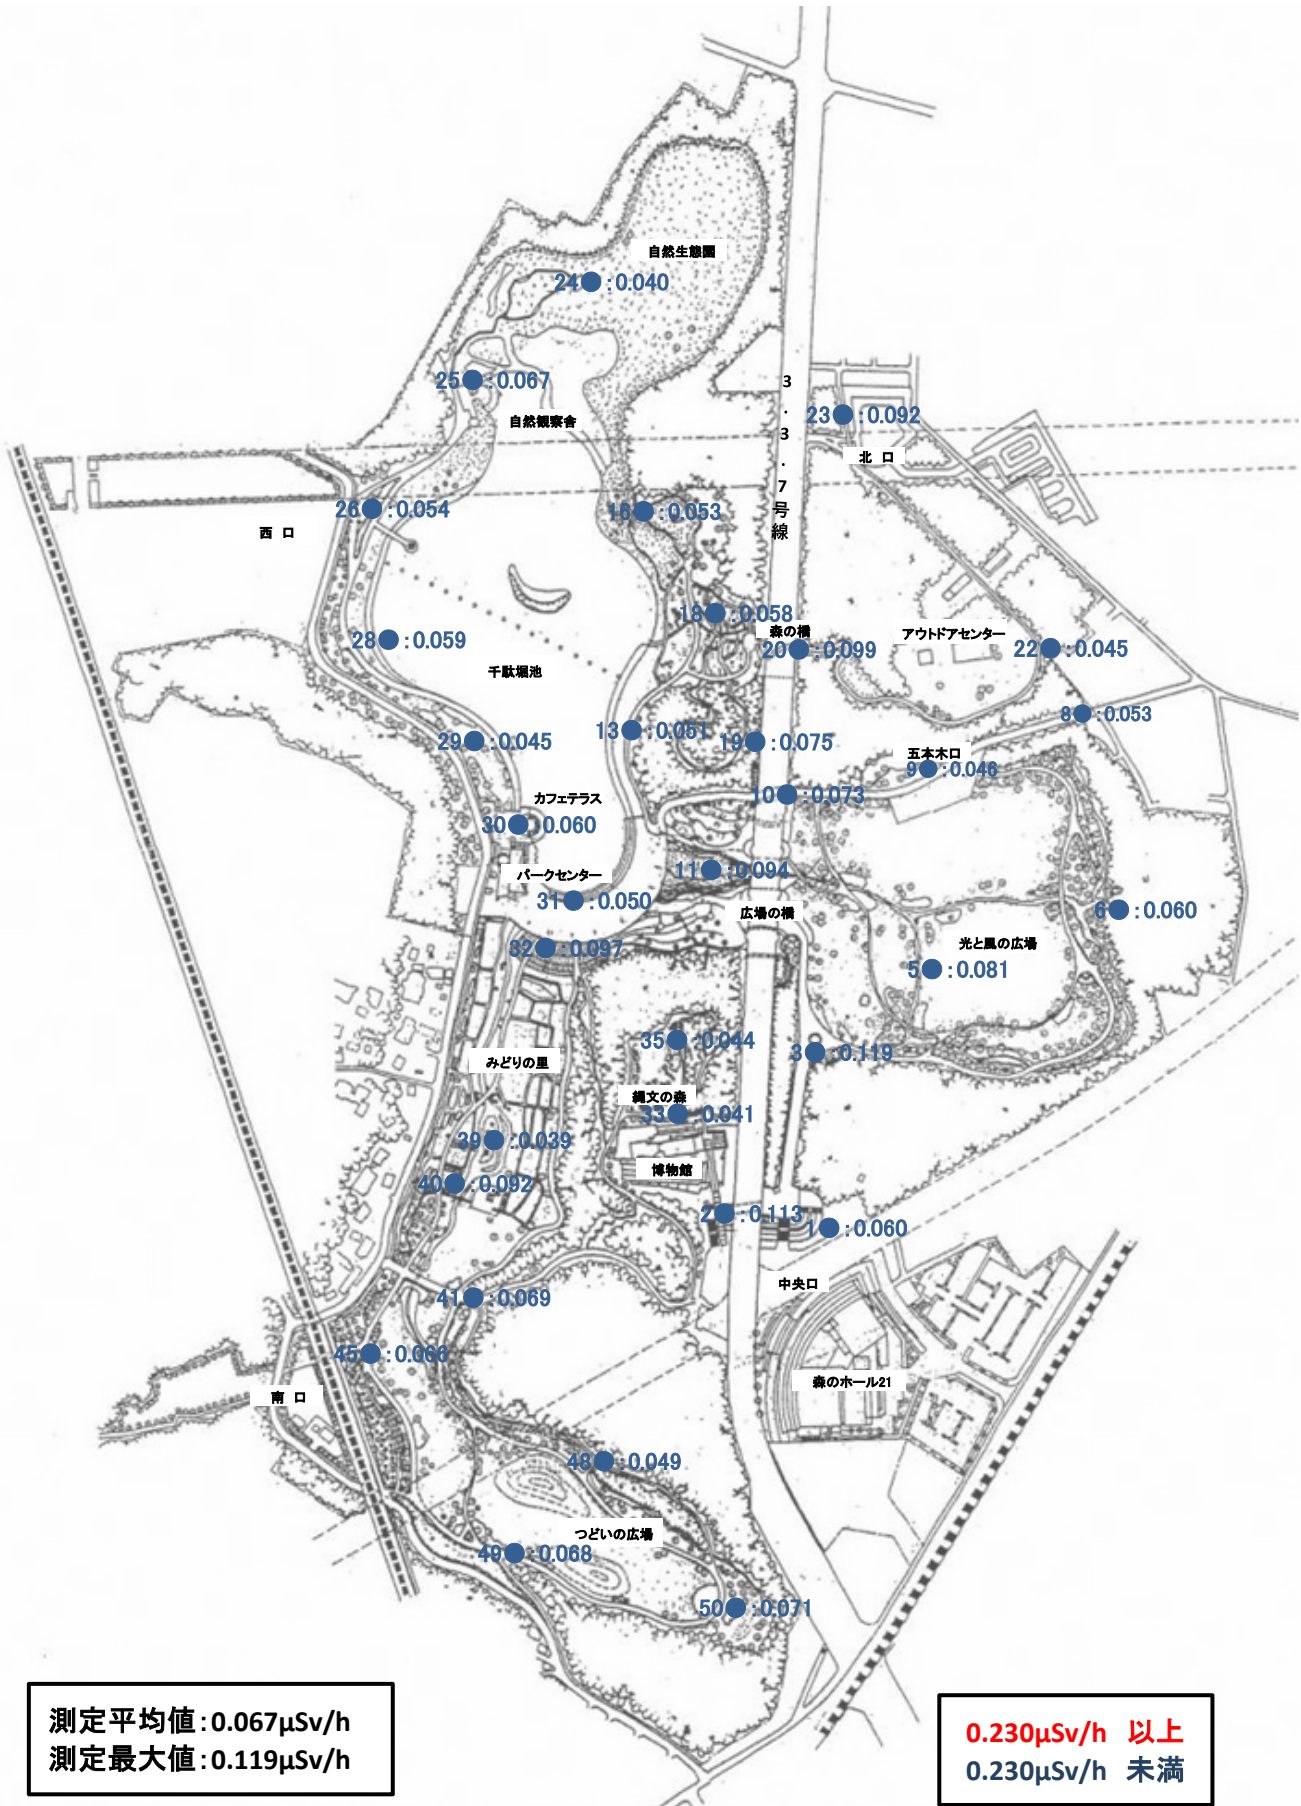 自然生態園
24●:0.040
25●:0.067
自然観察舎
3・3・7号線
23●:0.092
北 口
26●:0.054
西 口
16●:0.053
18●:0.058
森の橋
20●:0.099
アウトドアセンター
22●:0.045
28●:0.059
千駄堀池
8●:0.053
13●:0.051
19●:0.075
29●:0.045
五本木口
9●:0.046
10●:0.073
カフェテラス
30●:0.060
パークセンター
11●:0.094
31●:0.050
広場の橋
6●:0.060
32●:0.097
光と風の広場
5●:0.081
35●:0.044
3●:0.119
みどりの里
縄文の森
33●:0.041
39●:0.039
博物館
40●:0.092
2●:0.113
1●:0.060
中央口
41●:0.069
45●:0.066
森のホール21
南 口
48●:0.049
つどいの広場
49●:0.068
50●:0.071
測定平均値:0.067μSv/h
測定最大値:0.119μSv/h
0.230μSv/h 以上
0.230μSv/h 未満